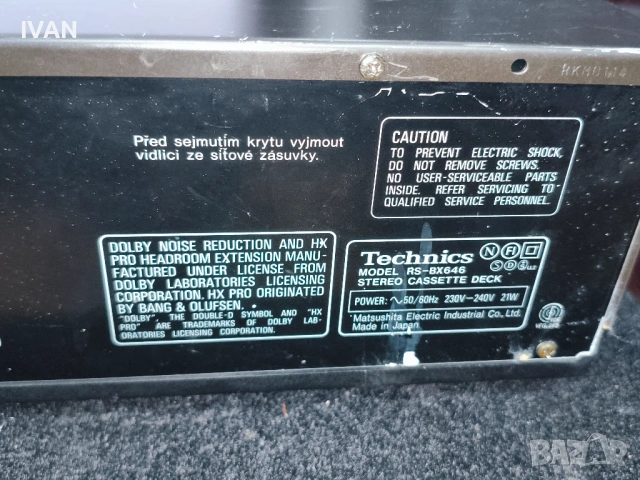 IVAN
Před sejmutím krytu vyjmout
vidlici ze síťové zásuvky.
CAUTION
TO PREVENT ELECTRIC SHOCK,
DO NOT REMOVE SCREWS.
NO USER-SERVICEABLE PARTS
INSIDE. REFER SERVICING TO
QUALIFIED SERVICE PERSONNEL.
DOLBY NOISE REDUCTION AND HX
PRO HEADROOM EXTENSION MANU-
FACTURED UNDER LICENSE FROM
DOLBY LABORATORIES LICENSING
CORPORATION. HX PRO ORIGINATED
BY BANG & OLUFSEN.
"DOLBY", THE DOUBLE-D SYMBOL AND "HX
PRO" ARE TRADEMARKS OF DOLBY LAB-
ORATORIES LICENSING CORPORATION.
Technics
MODEL RS-BX646
STEREO CASSETTE DECK
POWER: ∿50/60Hz 230V-240V 21W
Matsushita Electric Industrial Co., Ltd.
Made in Japan
BAZAR